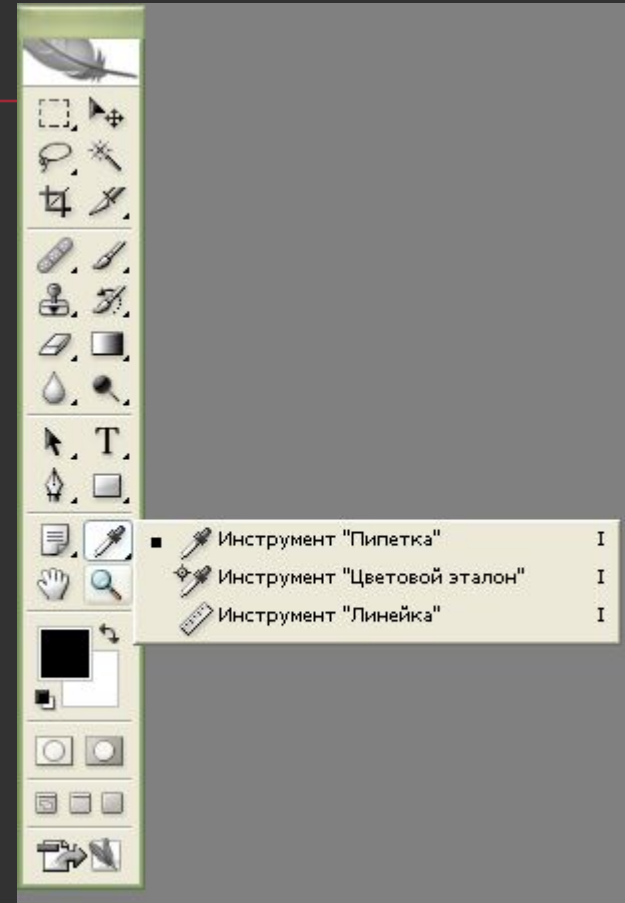 T
Инструмент "Пипетка" I
Инструмент "Цветовой эталон" I
Инструмент "Линейка" I